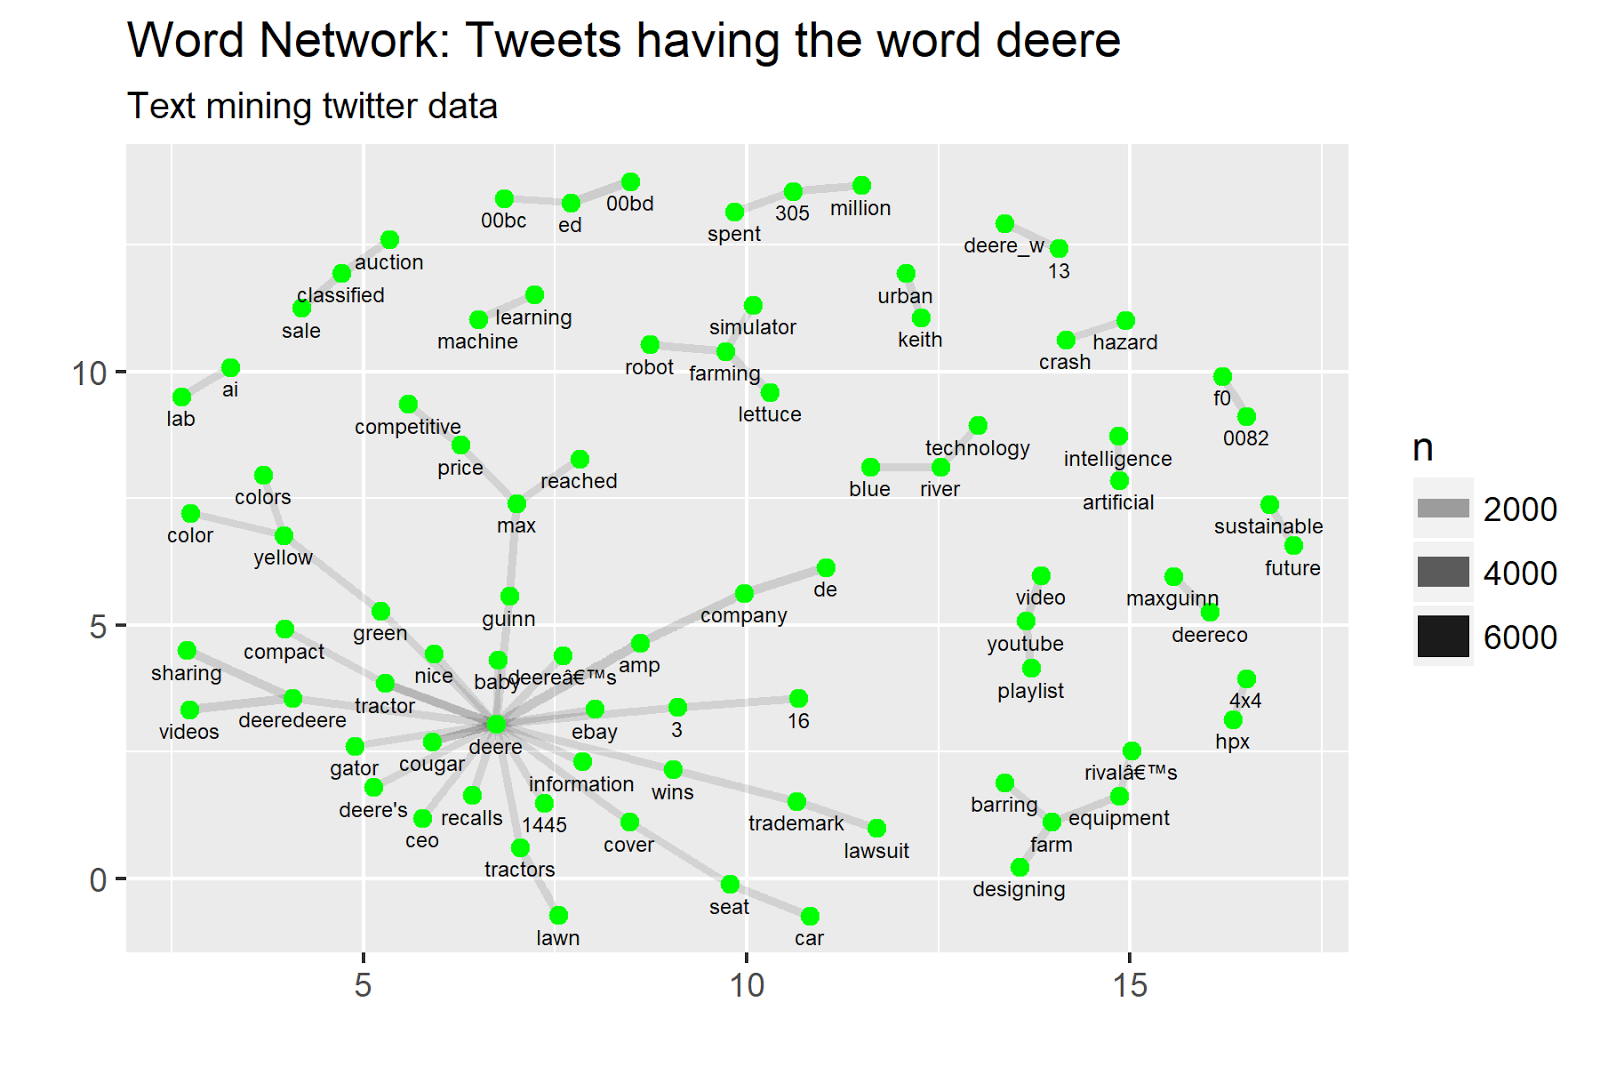 Word Network: Tweets having the word deere
Text mining twitter data
00bc
ed
00bd
spent
305
million
deere_w
13
auction
classified
sale
learning
machine
simulator
robot
farming
lettuce
urban
keith
hazard
crash
ai
lab
f0
0082
competitive
price
reached
max
technology
blue
river
intelligence
artificial
colors
color
yellow
sustainable
future
guinn
de
company
video
youtube
playlist
maxguinn
deereco
green
compact
nice
baby
deereâ€™s
amp
sharing
videos
deeredeere
tractor
deere
ebay
3
16
4x4
hpx
gator
cougar
information
wins
rivalâ€™s
deere's
recalls
1445
ceo
cover
trademark
lawsuit
barring
equipment
farm
designing
tractors
lawn
seat
car
10
5
0
5
10
15
n
2000
4000
6000